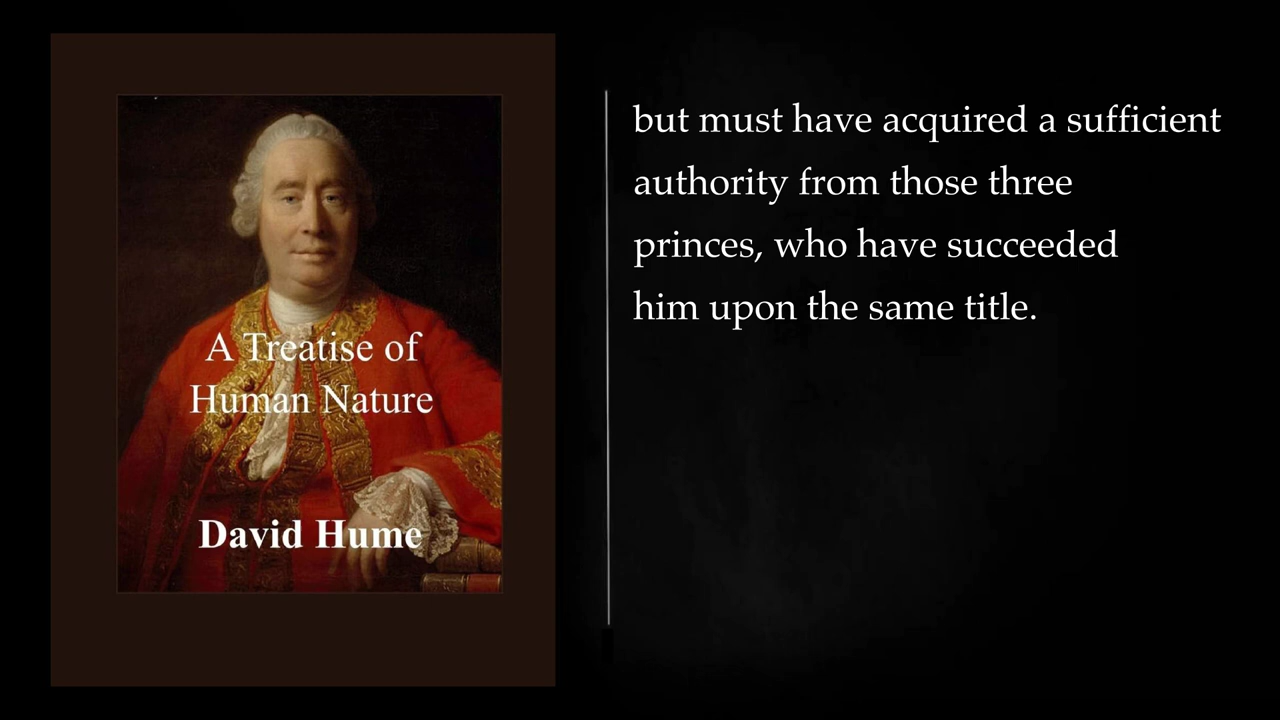 A Treatise of
Human Nature
David Hume
but must have acquired a sufficient
authority from those three
princes, who have succeeded
him upon the same title.